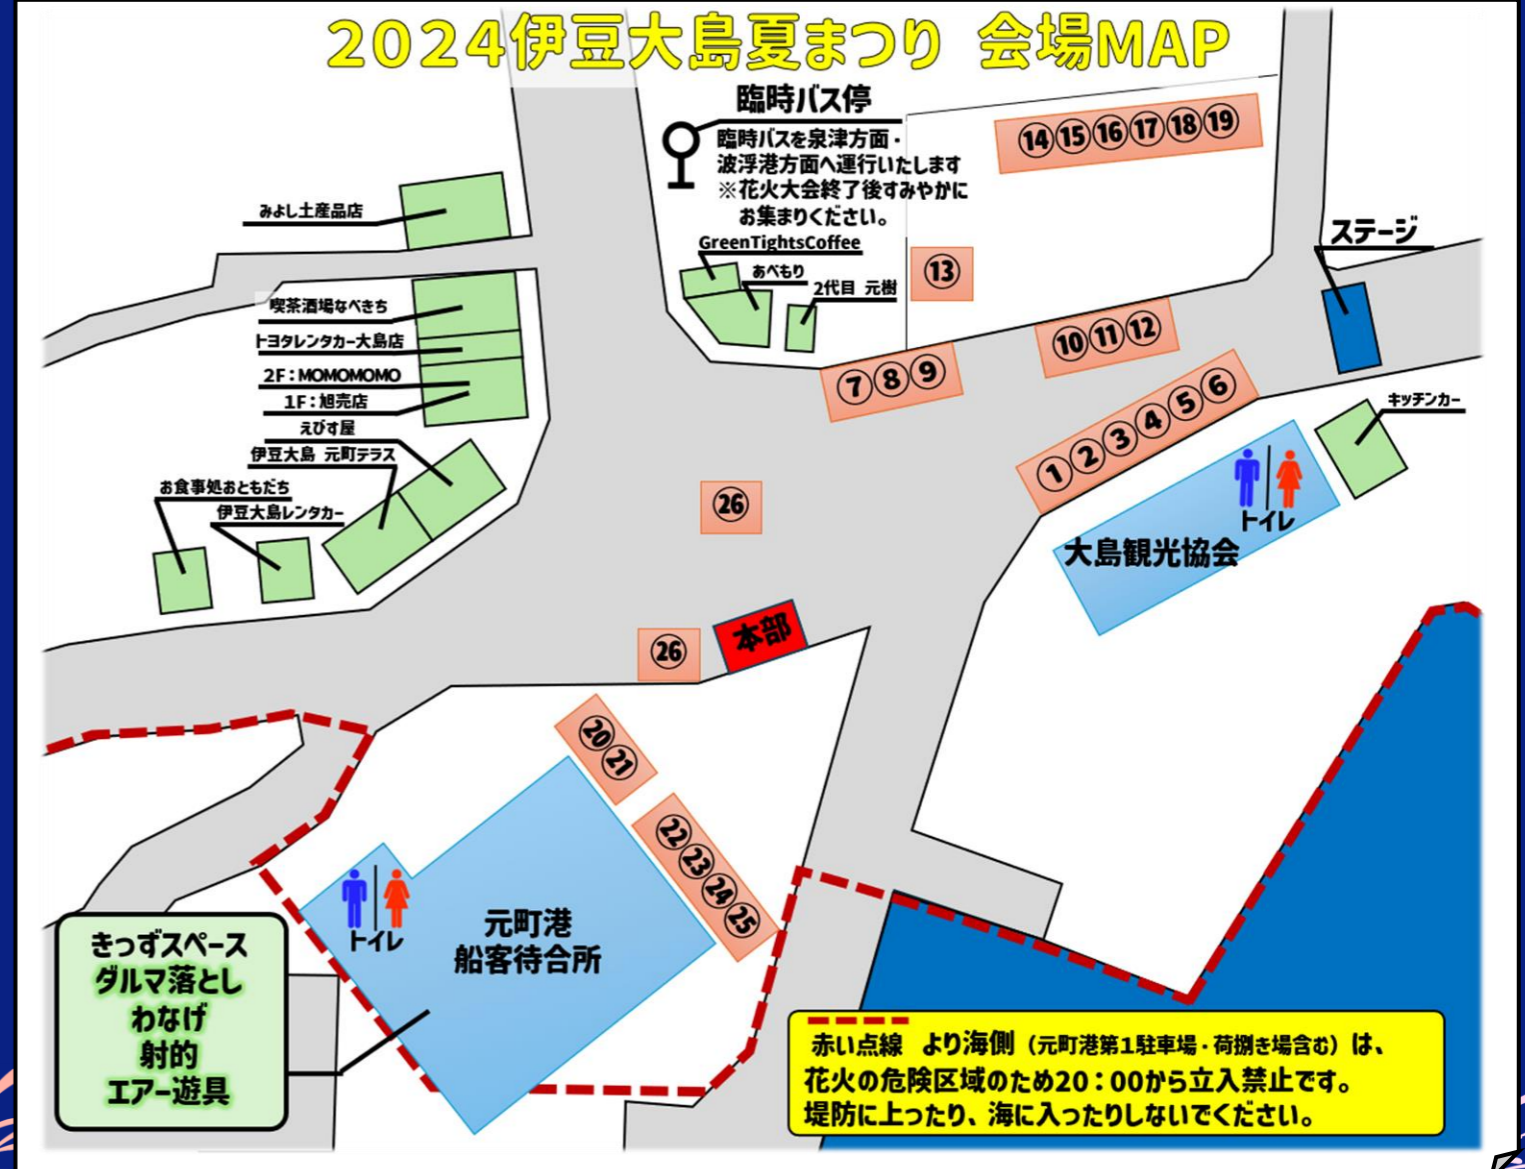 2024伊豆大島夏まつり 会場MAP
臨時バス停
臨時バスを泉津方面・
波浮港方面へ運行いたします
※花火大会終了後すみやかに
お集まりください。
⑭⑮⑯⑰⑱⑲
みよし土産品店
ステージ
GreenTightsCoffee
あべもり
2代目 元樹
⑬
喫茶酒場なべきち
トヨタレンタカー大島店
2F:MOMOMOMO
1F:旭売店
えびす屋
伊豆大島 元町テラス
お食事処おともだち
伊豆大島レンタカー
⑩⑪⑫
⑦⑧⑨
①②③④⑤⑥
キッチンカー
トイレ
大島観光協会
㉖
本部
㉖
⑳㉑
㉒㉓㉔㉕
トイレ
元町港
船客待合所
きっずスペース
ダルマ落とし
わなげ
射的
エアー遊具
赤い点線 より海側(元町港第1駐車場・荷捌き場含む)は、
花火の危険区域のため20:00から立入禁止です。
堤防に上ったり、海に入ったりしないでください。